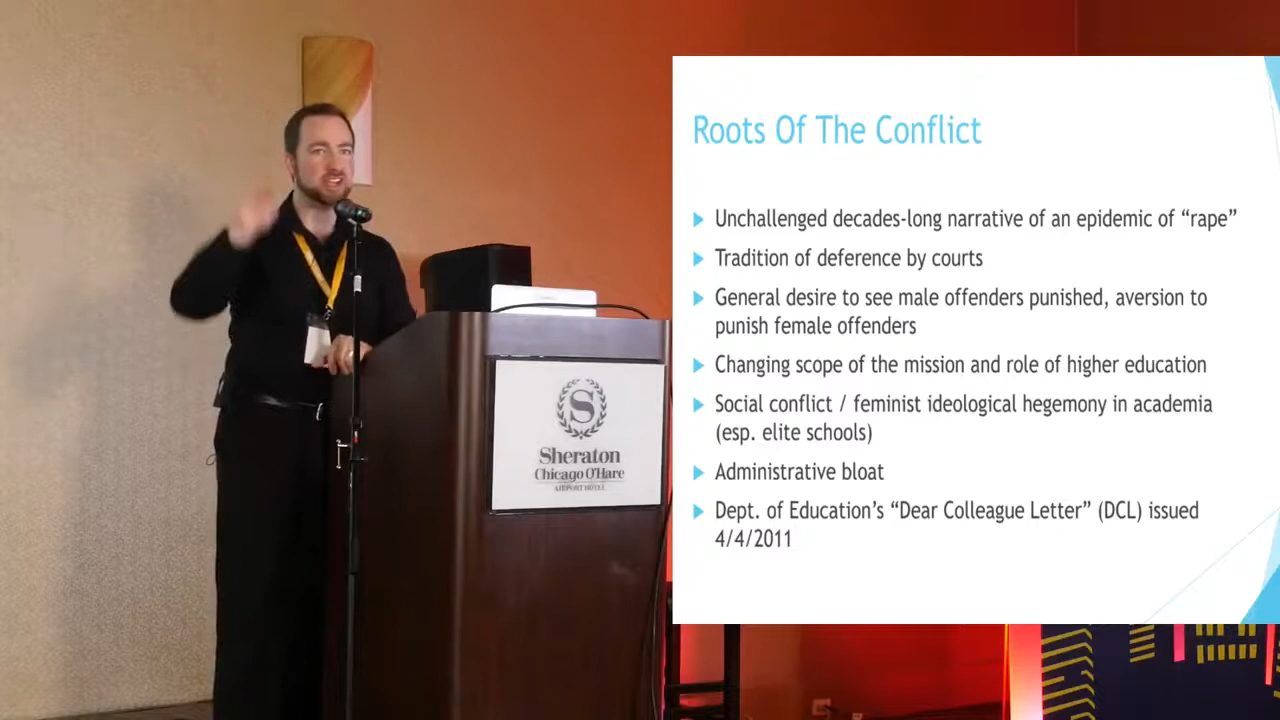 Roots Of The Conflict
Unchallenged decades-long narrative of an epidemic of “rape”
Tradition of deference by courts
General desire to see male offenders punished, aversion to
punish female offenders
Changing scope of the mission and role of higher education
Social conflict / feminist ideological hegemony in academia
(esp. elite schools)
Administrative bloat
Dept. of Education’s “Dear Colleague Letter” (DCL) issued
4/4/2011
S
Sheraton
Chicago O'Hare
AIRPORT HOTEL